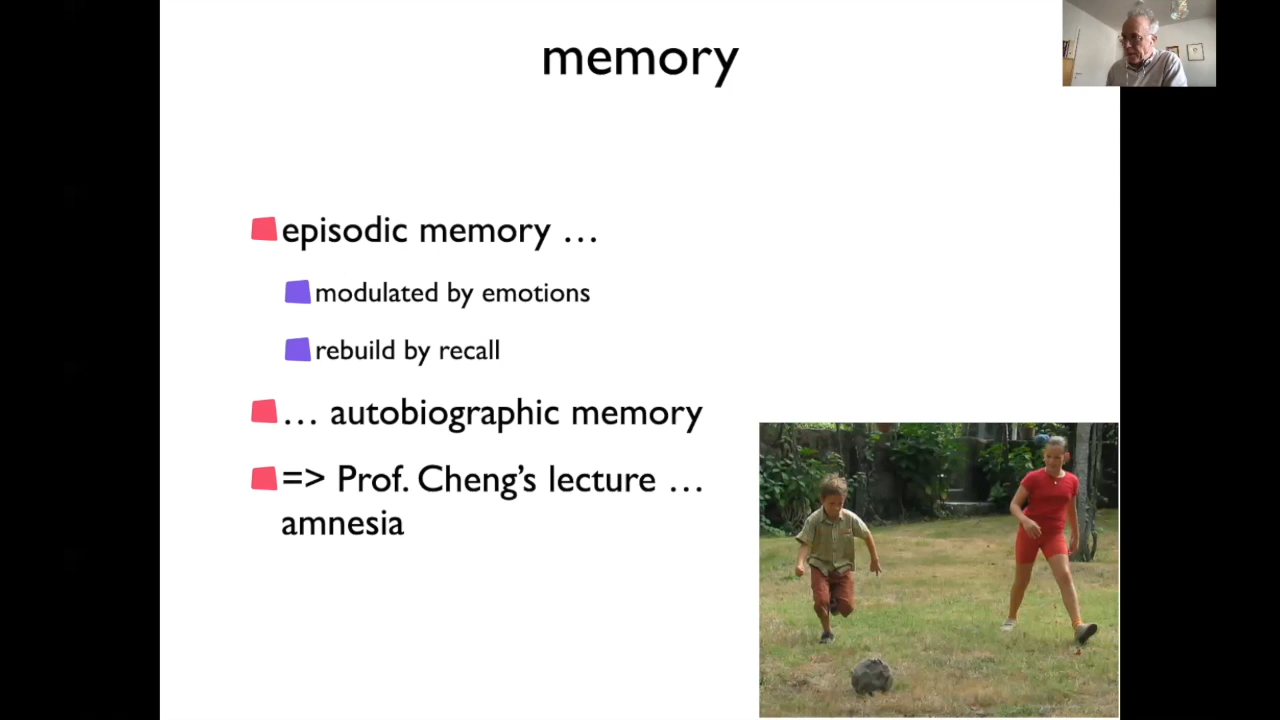 memory
episodic memory …
modulated by emotions
rebuild by recall
… autobiographic memory
=> Prof. Cheng’s lecture …
amnesia